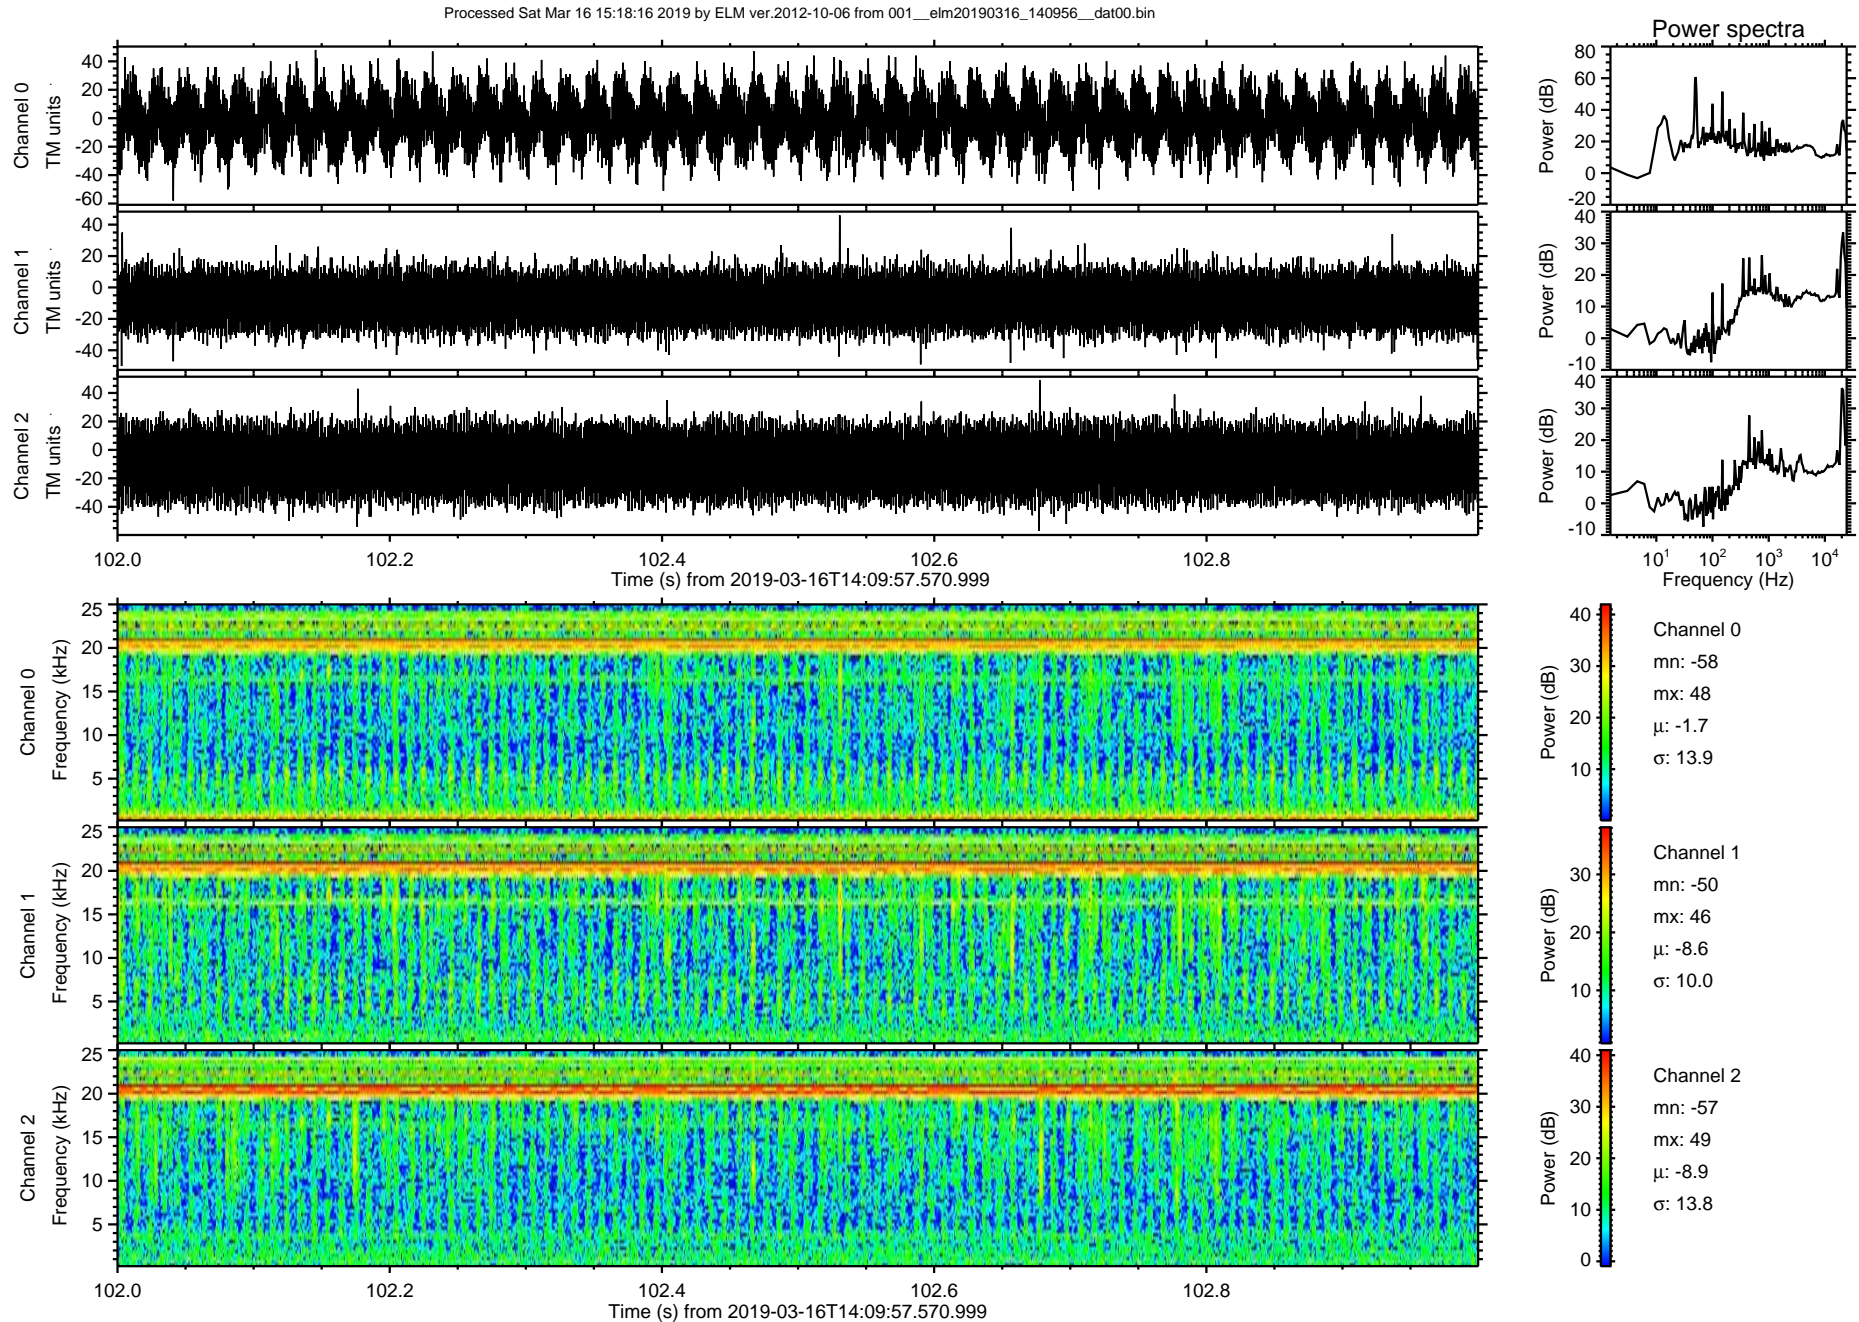 Processed Sat Mar 16 15:18:16 2019 by ELM ver.2012-10-06 from 001__elm20190316_140956__dat00.bin
Power spectra
Channel 0
TM units
40
20
0
-20
-40
-60
Power (dB)
80
60
40
20
0
-20
Channel 1
TM units
40
20
0
-20
-40
Power (dB)
40
30
20
10
0
-10
Channel 2
TM units
40
20
0
-20
-40
Power (dB)
40
30
20
10
0
-10
102.0 102.2 102.4 102.6 102.8
Time (s) from 2019-03-16T14:09:57.570.999
10^1 10^2 10^3 10^4
Frequency (Hz)
Channel 0
Frequency (kHz)
25
20
15
10
5
Power (dB)
40
30
20
10
Channel 0
mn: -58
mx: 48
μ: -1.7
σ: 13.9
Channel 1
Frequency (kHz)
25
20
15
10
5
Power (dB)
30
20
10
Channel 1
mn: -50
mx: 46
μ: -8.6
σ: 10.0
Channel 2
Frequency (kHz)
25
20
15
10
5
Power (dB)
40
30
20
10
0
Channel 2
mn: -57
mx: 49
μ: -8.9
σ: 13.8
102.0 102.2 102.4 102.6 102.8
Time (s) from 2019-03-16T14:09:57.570.999